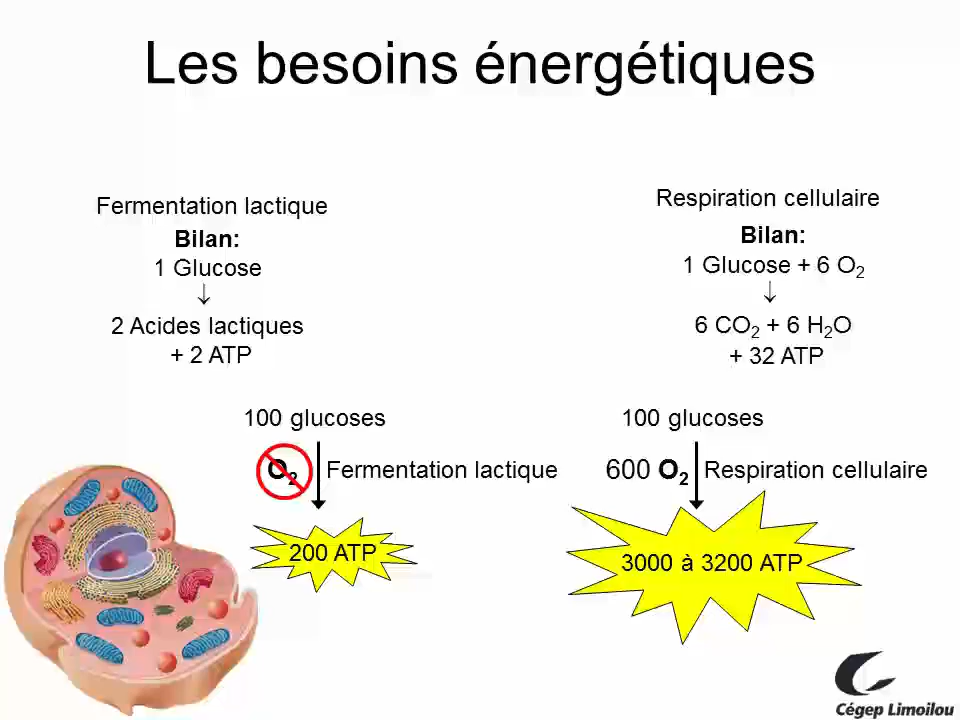 Les besoins énergétiques
Fermentation lactique
Bilan:
1 Glucose
↓
2 Acides lactiques
+ 2 ATP
Respiration cellulaire
Bilan:
1 Glucose + 6 O₂
↓
6 CO₂ + 6 H₂O
+ 32 ATP
100 glucoses
O₂ Fermentation lactique
200 ATP
100 glucoses
600 O₂ Respiration cellulaire
3000 à 3200 ATP
Cégep Limoilou